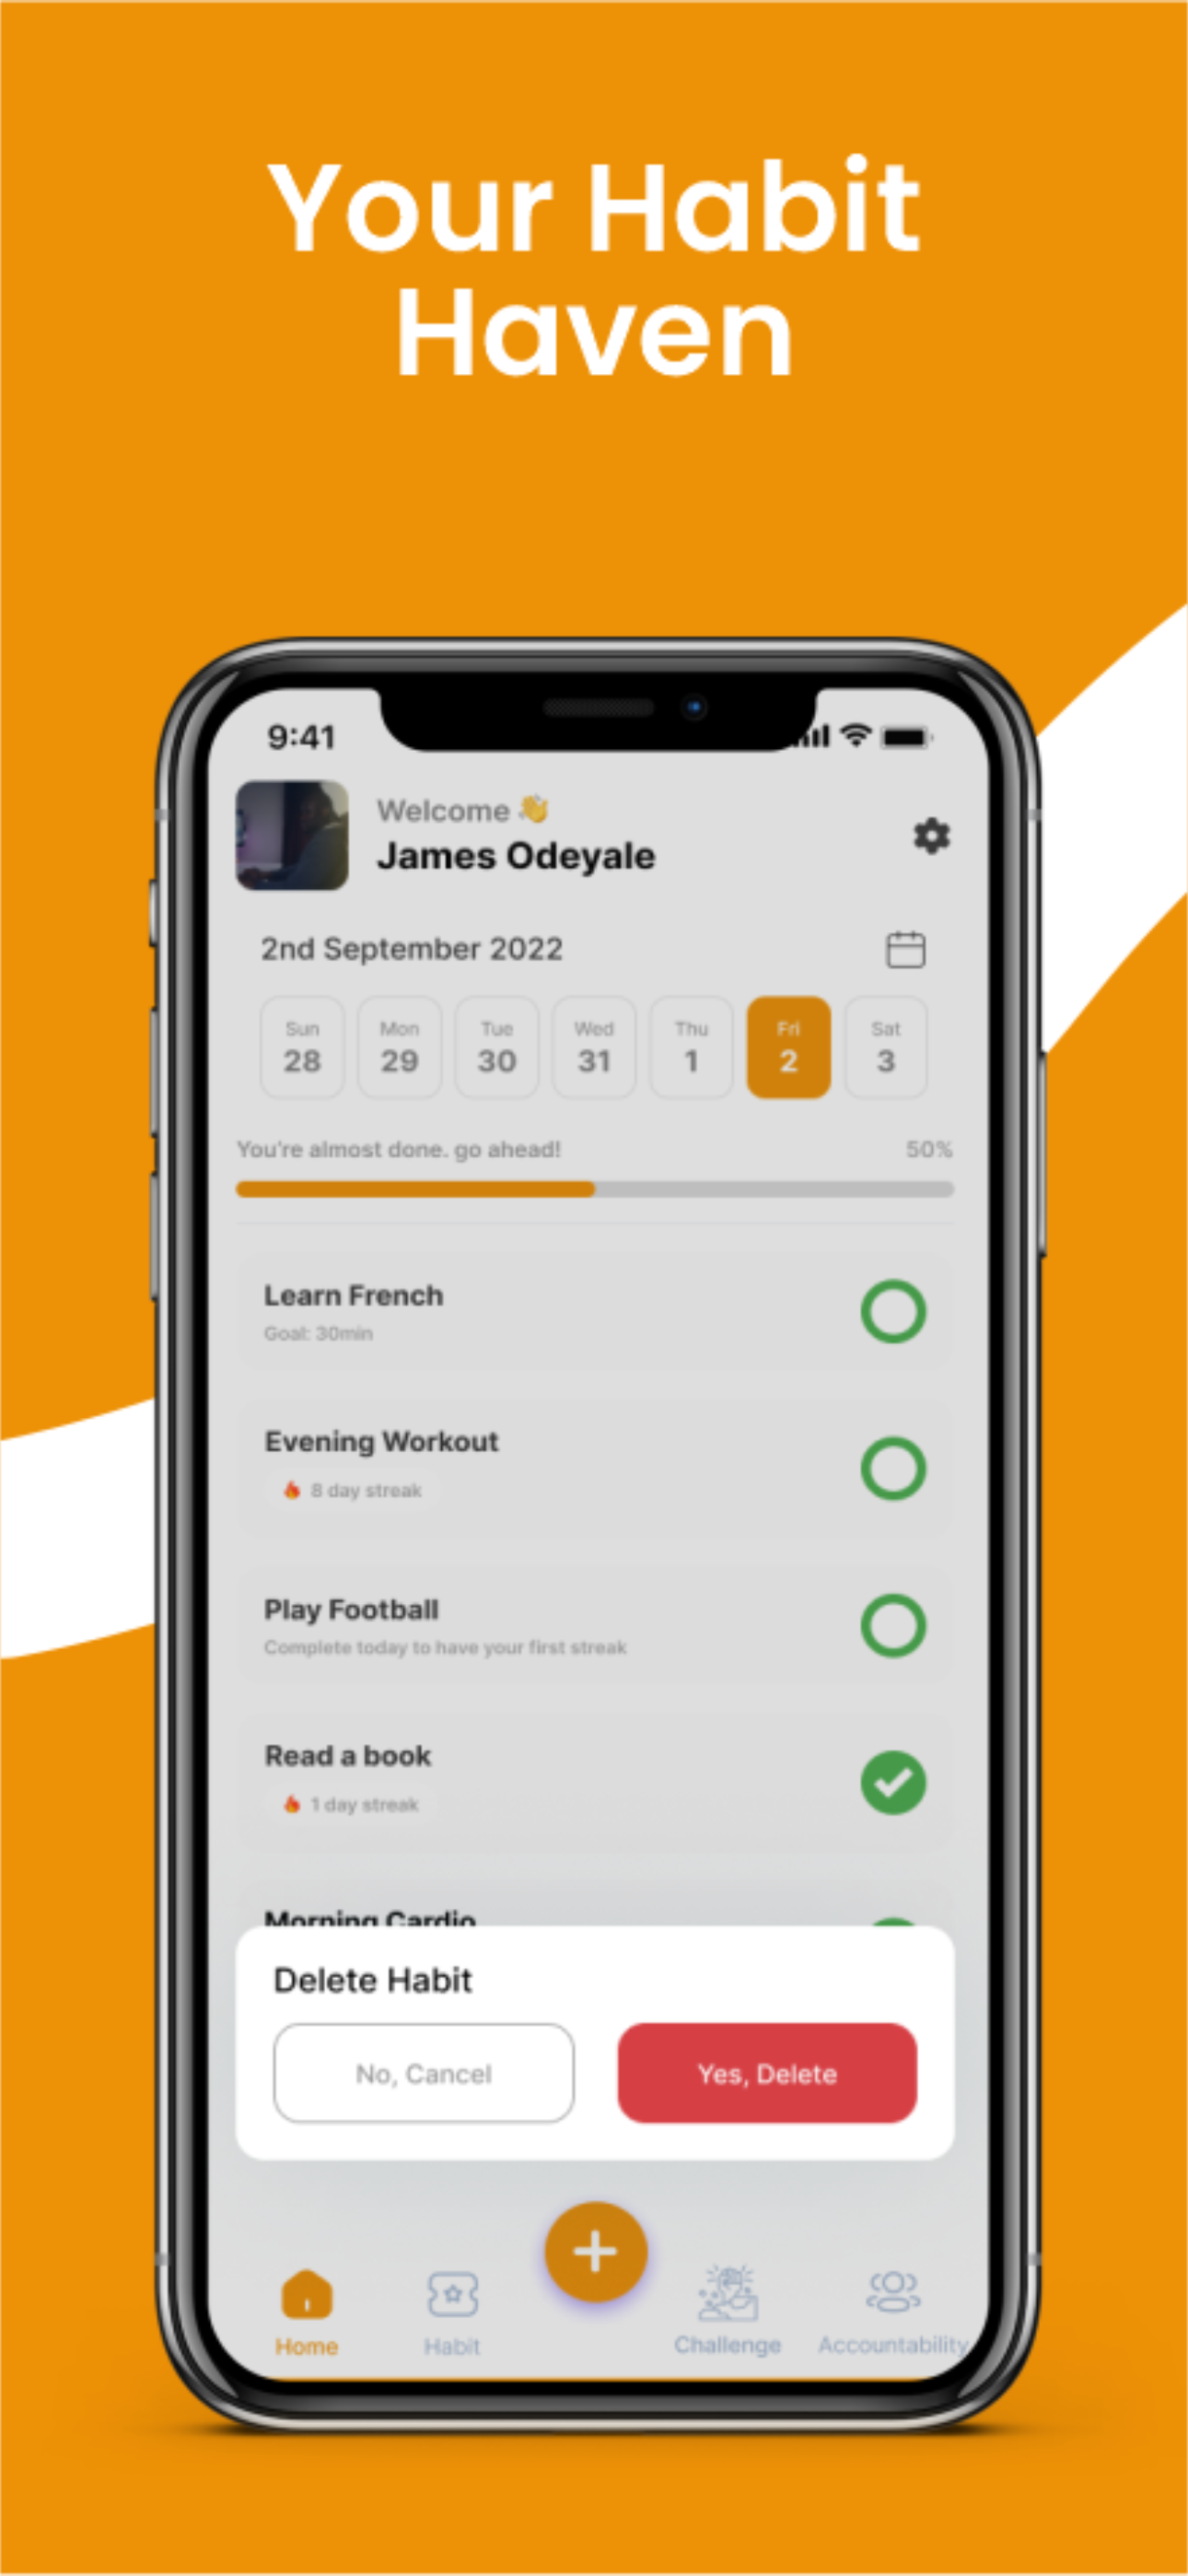 Your Habit
Haven
9:41
Welcome 👋
James Odeyale
2nd September 2022
Sun Mon Tue Wed Thu Fri Sat
28 29 30 31 1 2 3
You're almost done. go ahead! 50%
Learn French
Goal: 30min
Evening Workout
🔥 8 day streak
Play Football
Complete today to have your first streak
Read a book
🔥 1 day streak
Morning Cardio
Delete Habit
No, Cancel Yes, Delete
Home Habit Challenge Accountability